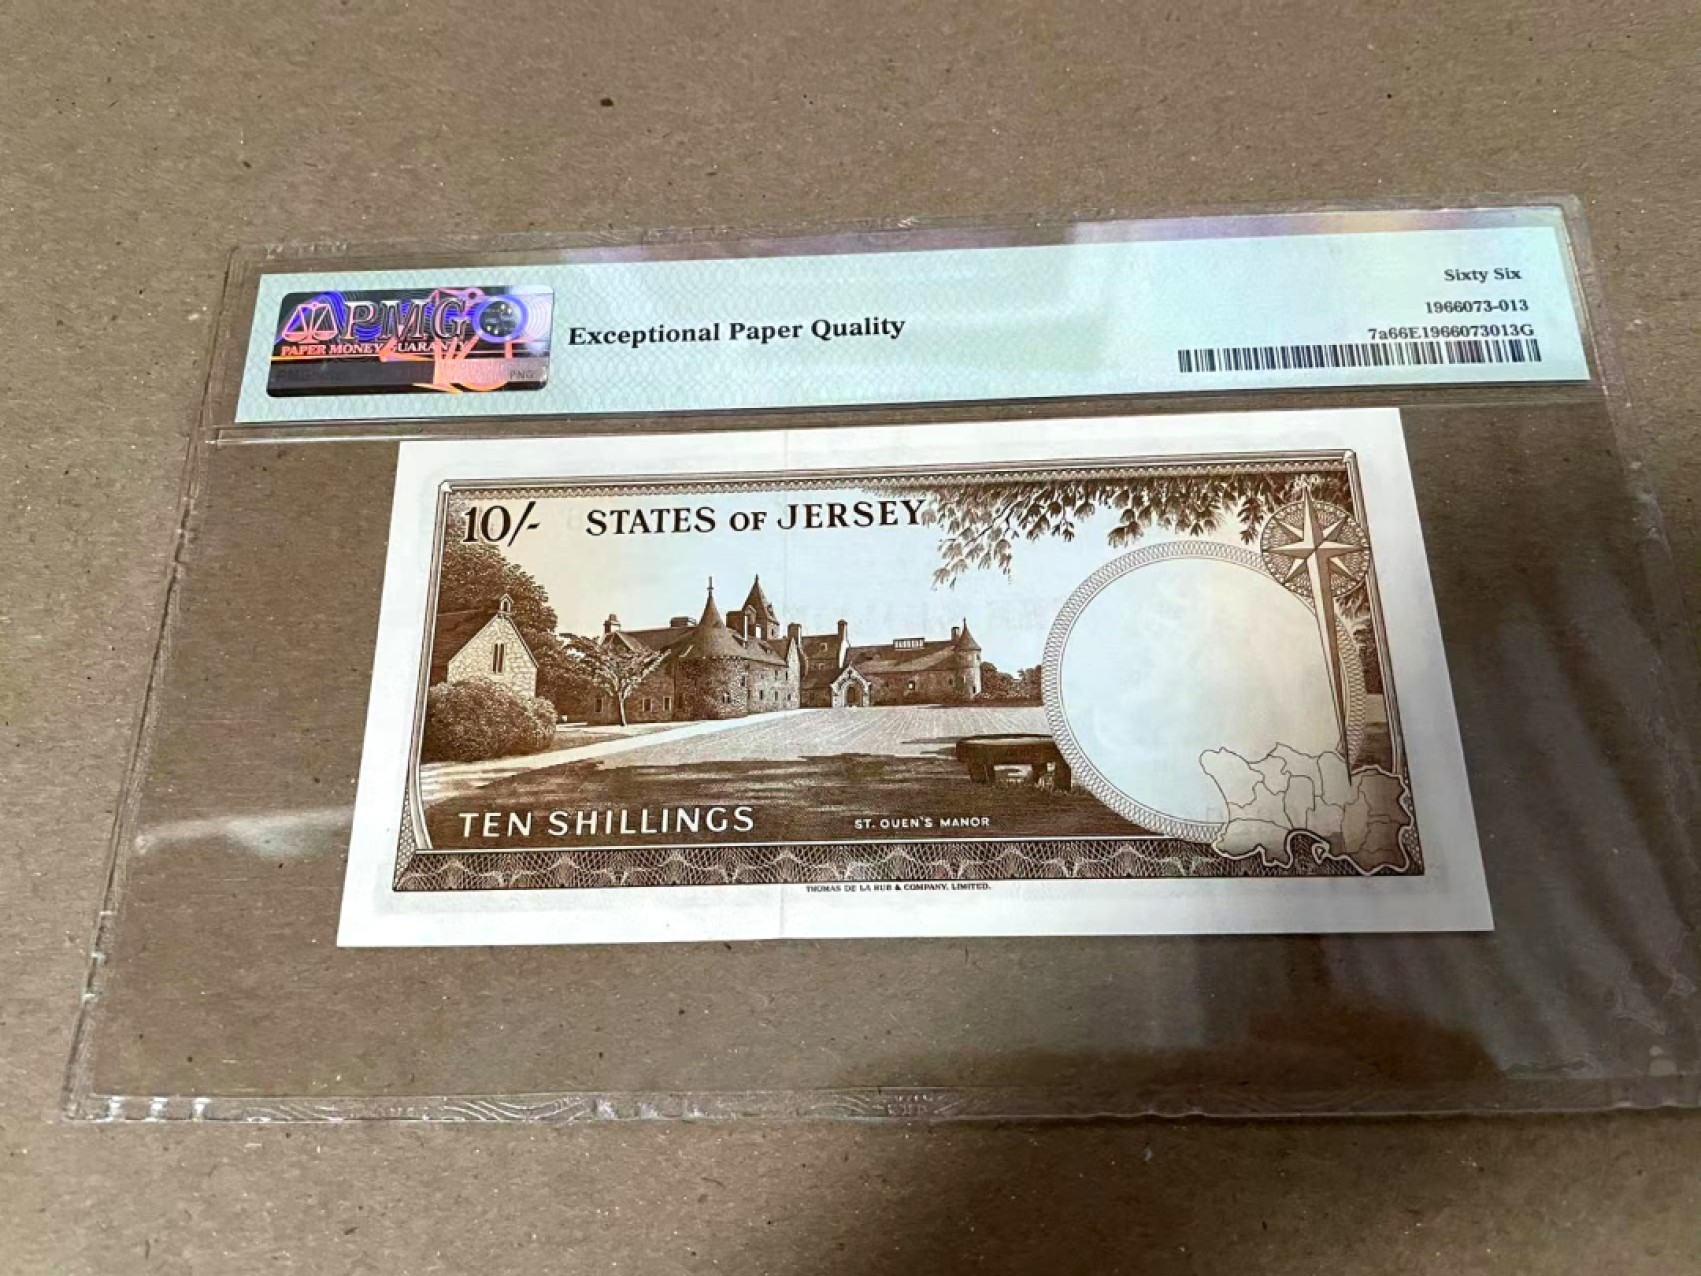 Sixty Six
1966073-013
7a66E1966073013G
PMG
PAPER MONEY GUARANTY
PNG
Exceptional Paper Quality
10/- STATES OF JERSEY
TEN SHILLINGS
ST. OUEN'S MANOR
THOMAS DE LA RUE & COMPANY, LIMITED.